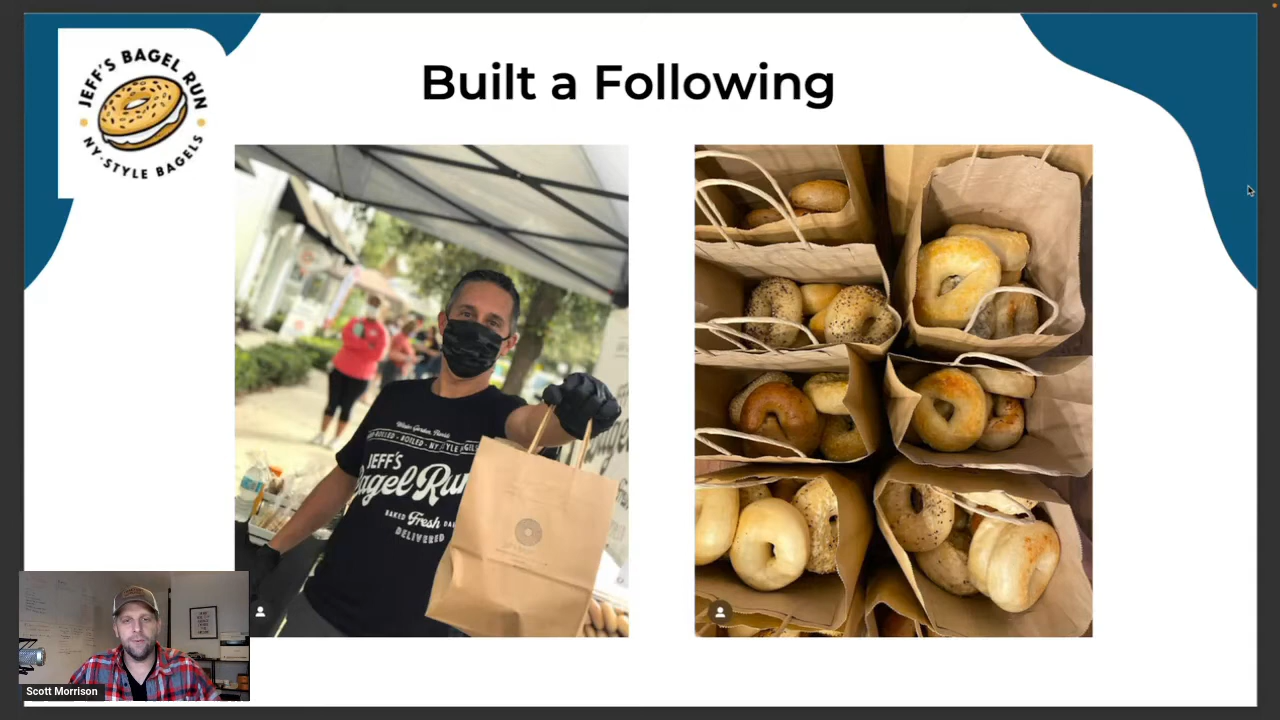 JEFF'S BAGEL RUN
NY-STYLE BAGELS
Built a Following
JEFF'S
Bagel Run
BAKED Fresh
DELIVERED
Scott Morrison